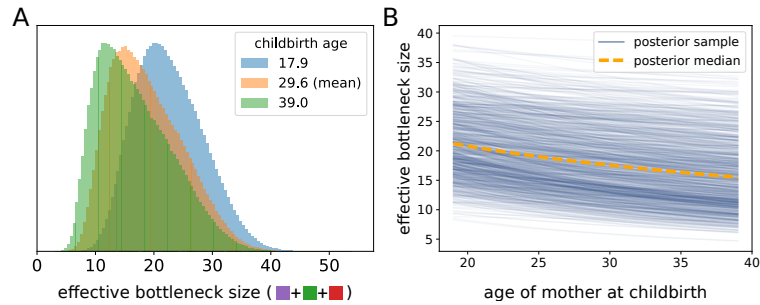 A
childbirth age
17.9
29.6 (mean)
39.0
0 10 20 30 40 50
effective bottleneck size ( + + )
B
effective bottleneck size
40
35
30
25
20
15
10
5
posterior sample
posterior median
20 25 30 35 40
age of mother at childbirth